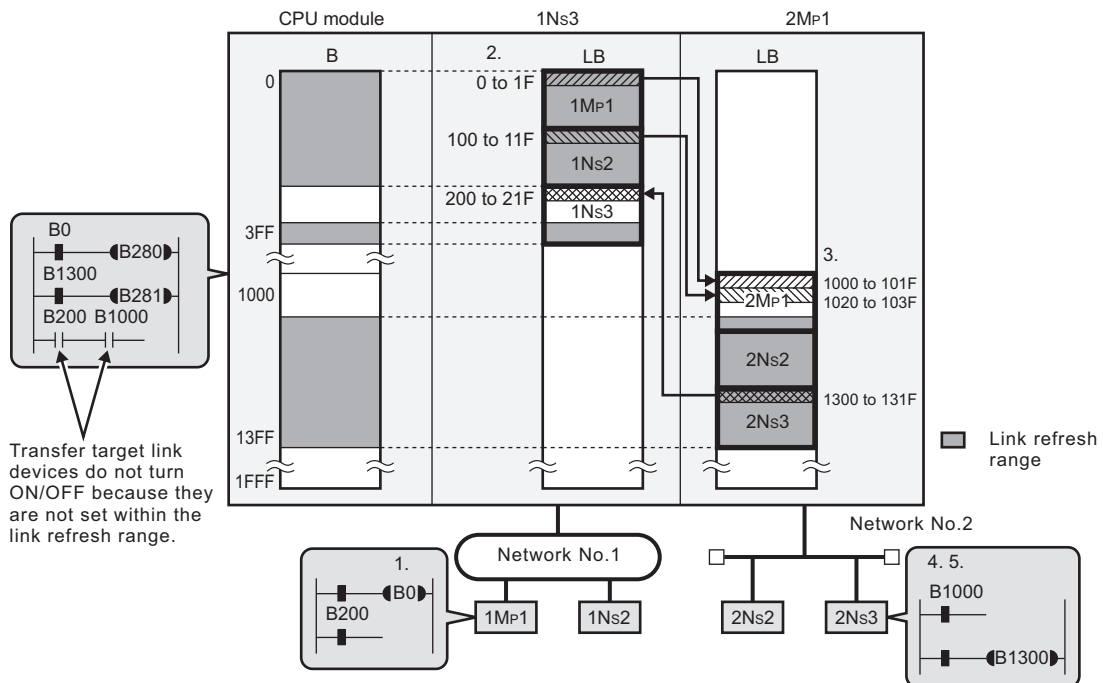 CPU module 1Ns3 2MP1
B 2. LB LB
0
0 to 1F
1MP1
100 to 11F
1Ns2
200 to 21F
1Ns3
3FF
3.
1000
1000 to 101F
2MP1
1020 to 103F
2Ns2
1300 to 131F
2Ns3
13FF
1FFF
B0
B280
B1300
B281
B200 B1000
Transfer target link
devices do not turn
ON/OFF because they
are not set within the
link refresh range.
Link refresh
range
Network No.1
Network No.2
1.
B0
B200
1MP1
1Ns2
2Ns2
2Ns3
4. 5.
B1000
B1300